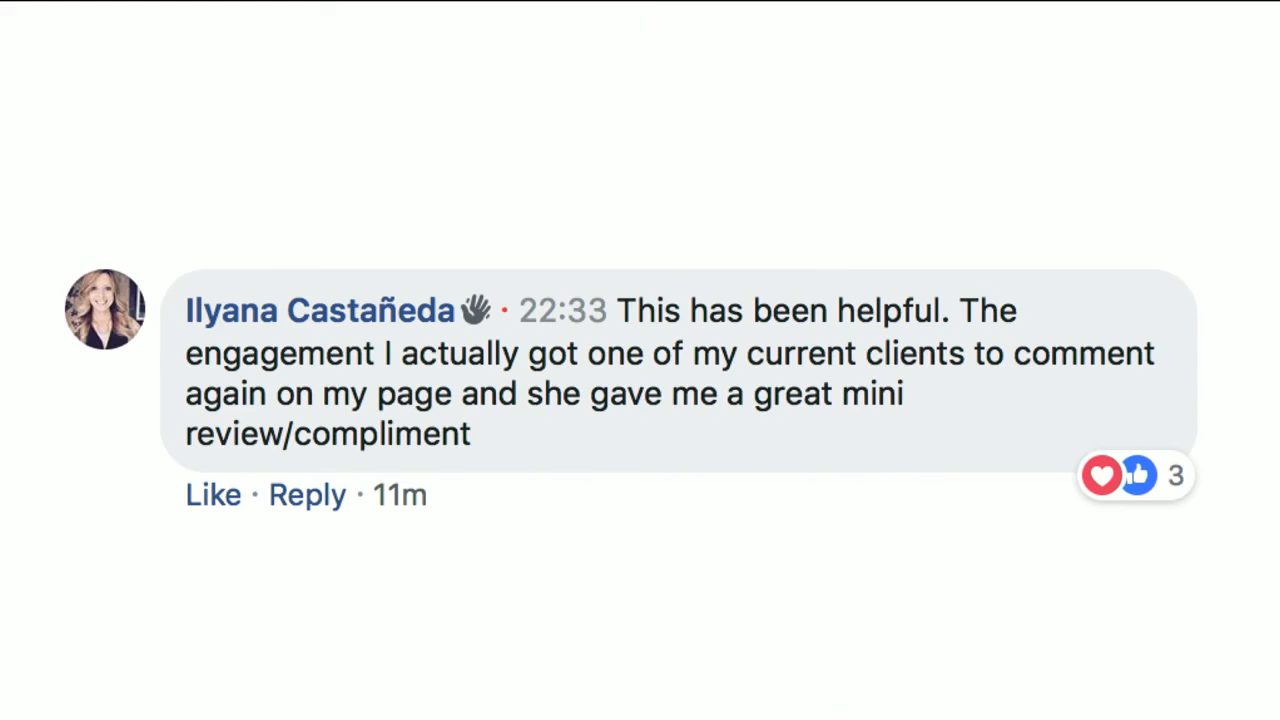 Ilyana Castañeda · 22:33 This has been helpful. The
engagement I actually got one of my current clients to comment
again on my page and she gave me a great mini
review/compliment
Like · Reply · 11m
3